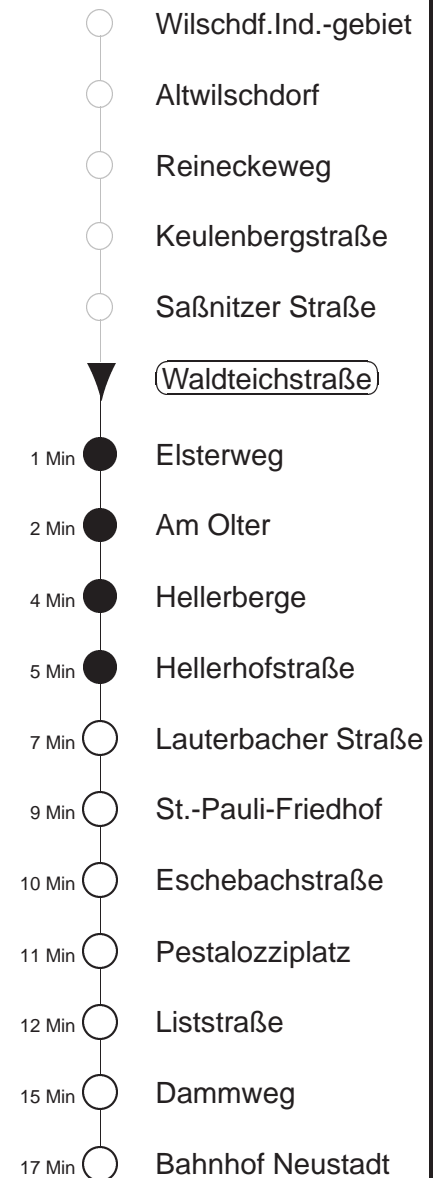 Wilschdf.Ind.-gebiet
Altwilschdorf
Reineckeweg
Keulenbergstraße
Saßnitzer Straße
Waldteichstraße
1 Min Elsterweg
2 Min Am Olter
4 Min Hellerberge
5 Min Hellerhofstraße
7 Min Lauterbacher Straße
9 Min St.-Pauli-Friedhof
10 Min Eschebachstraße
11 Min Pestalozziplatz
12 Min Liststraße
15 Min Dammweg
17 Min Bahnhof Neustadt